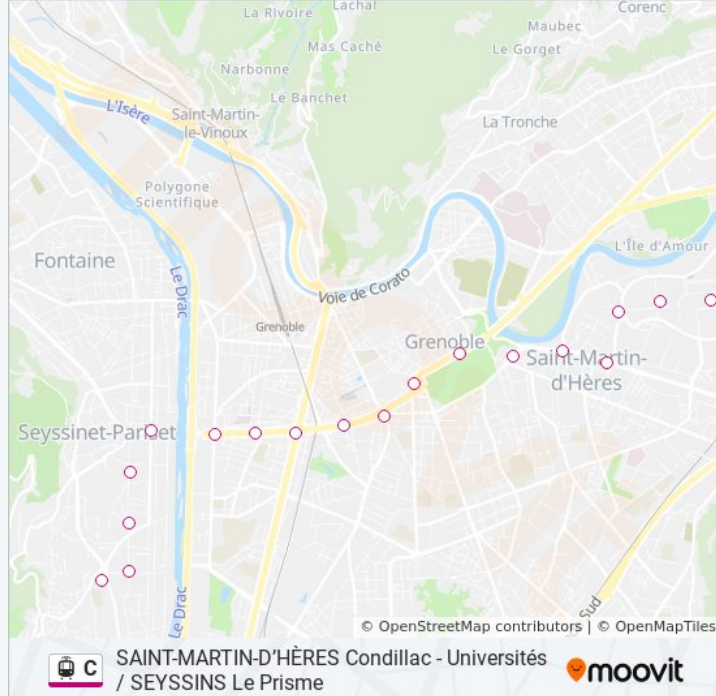 La Rivoire
Lachal
Corenc
Maubec
Mas Caché
Le Gorget
Narbonne
Le Banchet
L'Isère
Saint-Martin-
le-Vinoux
La Tronche
Polygone
Scientifique
L'Île d'Amour
Fontaine
Le Drac
Voie de Corato
Grenoble
Grenoble
Saint-Martin-
d'Hères
Seyssinet-Pariset
Le Drac
Sud
© OpenStreetMap contributors | © OpenMapTiles
C
SAINT-MARTIN-D’HÈRES Condillac - Universités
/ SEYSSINS Le Prisme
moovit